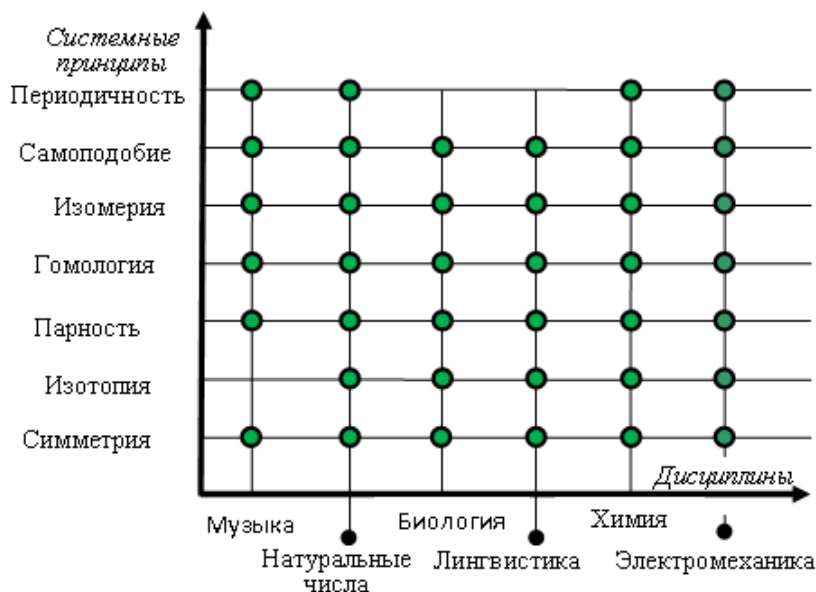 Системные
принципы
Периодичность
Самоподобие
Изомерия
Гомология
Парность
Изотопия
Симметрия
Дисциплины
Музыка
Биология
Химия
Натуральные
числа
Лингвистика
Электромеханика